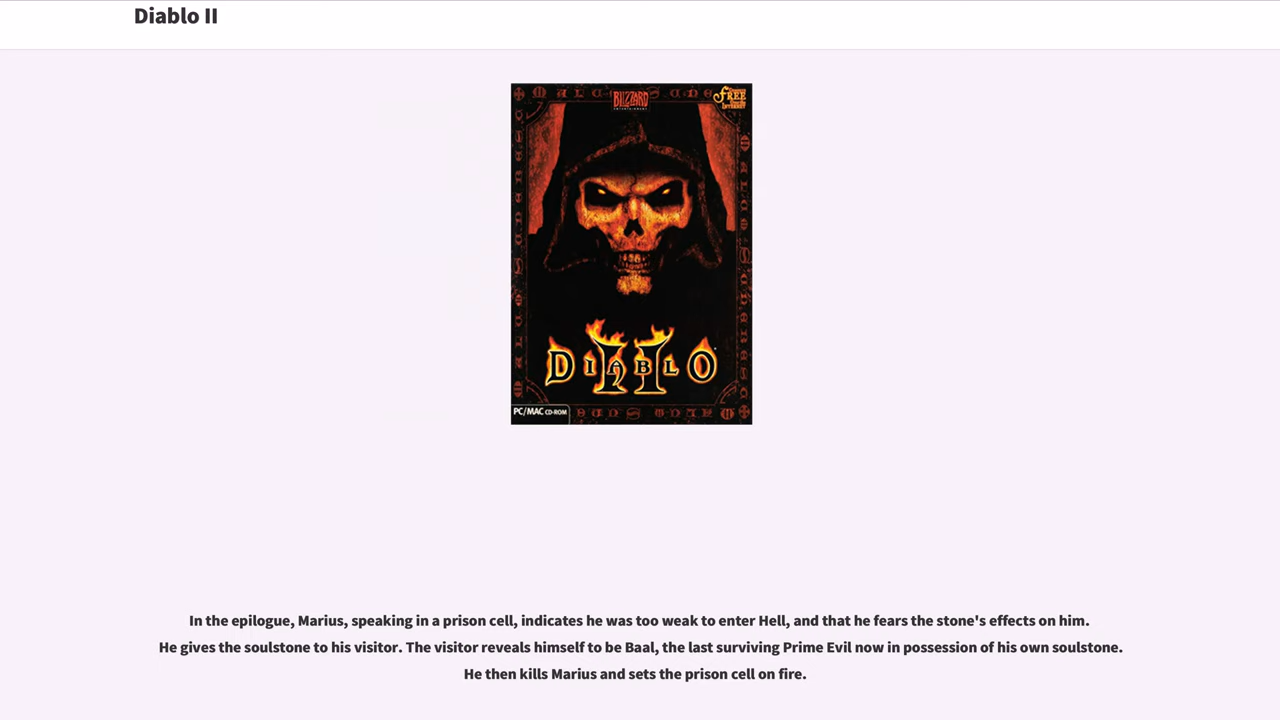 Diablo II
BLIZZARD
ENTERTAINMENT
FREE
DIABLO
II
PC/MAC CD-ROM
In the epilogue, Marius, speaking in a prison cell, indicates he was too weak to enter Hell, and that he fears the stone's effects on him.
He gives the soulstone to his visitor. The visitor reveals himself to be Baal, the last surviving Prime Evil now in possession of his own soulstone.
He then kills Marius and sets the prison cell on fire.